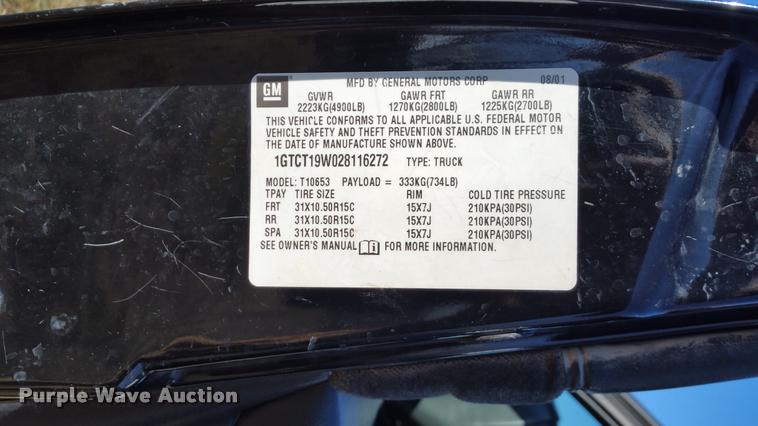 GM
MFD BY GENERAL MOTORS CORP 08/01
GVWR GAWR FRT GAWR RR
2223KG(4900LB) 1270KG(2800LB) 1225KG(2700LB)
THIS VEHICLE CONFORMS TO ALL APPLICABLE U.S. FEDERAL MOTOR
VEHICLE SAFETY AND THEFT PREVENTION STANDARDS IN EFFECT ON
THE DATE OF MANUFACTURE SHOWN ABOVE.
1GTCT19W028116272 TYPE: TRUCK
MODEL: T10653 PAYLOAD = 333KG(734LB)
TPAY TIRE SIZE RIM COLD TIRE PRESSURE
FRT 31X10.50R15C 15X7J 210KPA(30PSI)
RR 31X10.50R15C 15X7J 210KPA(30PSI)
SPA 31X10.50R15C 15X7J 210KPA(30PSI)
SEE OWNER'S MANUAL FOR MORE INFORMATION.
Purple Wave Auction